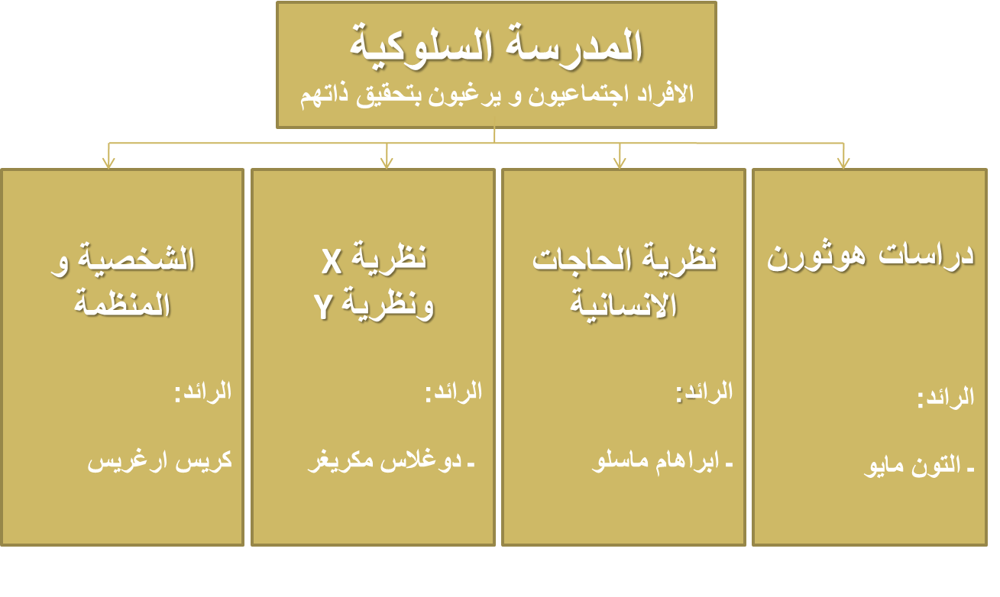 المدرسة السلوكية
الافراد اجتماعيون و يرغبون بتحقيق ذاتهم
دراسات هوثورن
الرائد:
- التون مايو
نظرية الحاجات
الانسانية
الرائد:
- ابراهام ماسلو
نظرية X
ونظرية Y
الرائد:
- دوغلاس مكريغر
الشخصية و
المنظمة
الرائد:
كريس ارغريس